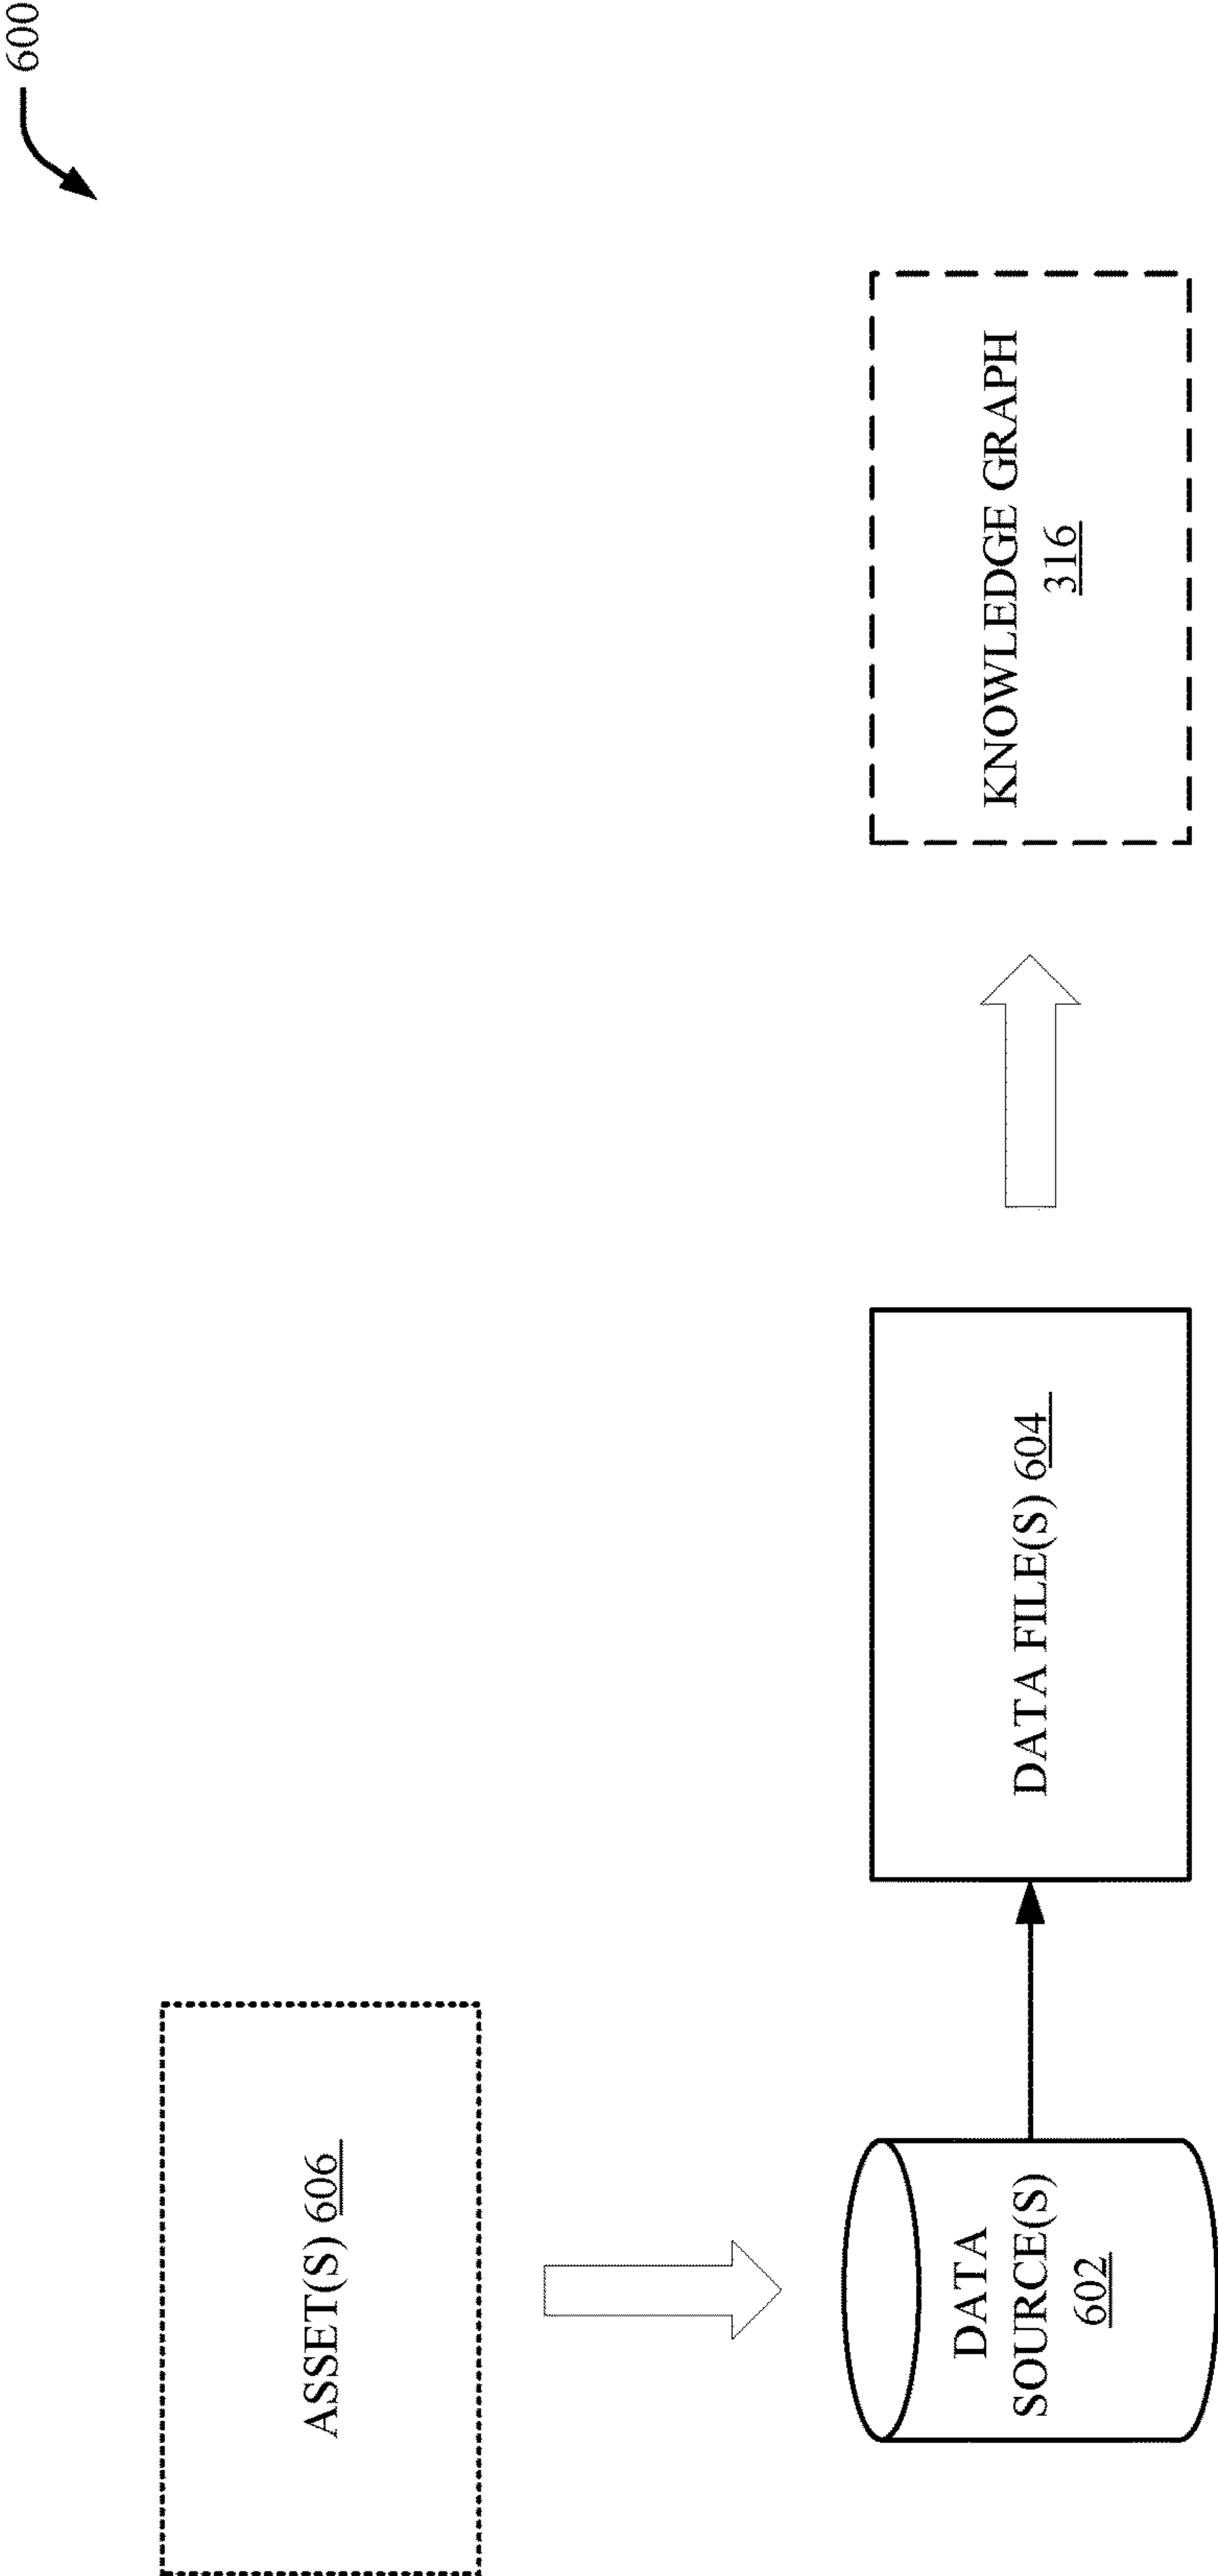 600
ASSET(S) 606
DATA
SOURCE(S)
602
DATA FILE(S) 604
KNOWLEDGE GRAPH
316